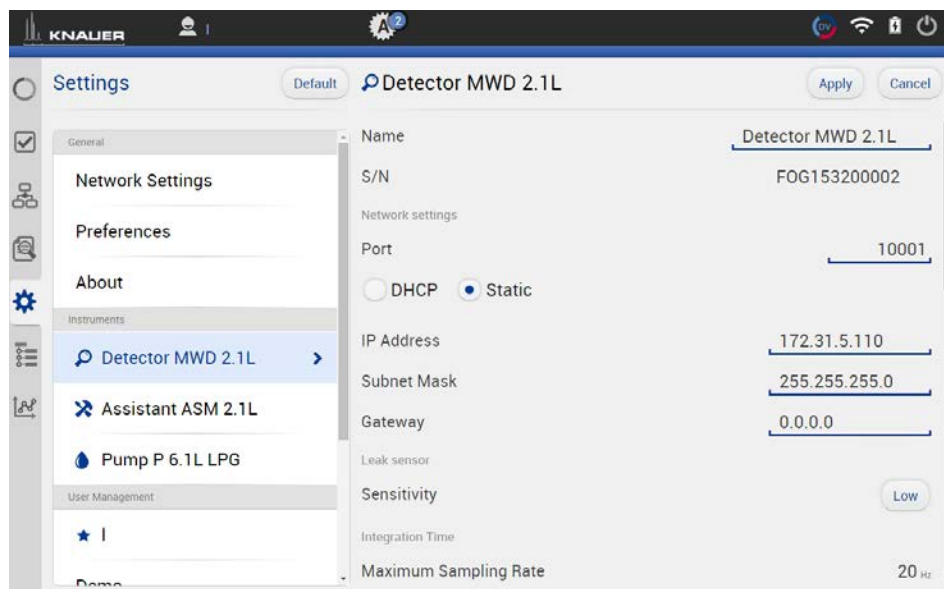 KNAUER
I
A
2
DV
Settings
Default
Detector MWD 2.1L
Apply
Cancel
General
Network Settings
Preferences
About
Instruments
Detector MWD 2.1L
Assistant ASM 2.1L
Pump P 6.1L LPG
User Management
I
Demo
Name
Detector MWD 2.1L
S/N
FOG153200002
Network settings
Port
10001
DHCP
Static
IP Address
172.31.5.110
Subnet Mask
255.255.255.0
Gateway
0.0.0.0
Leak sensor
Sensitivity
Low
Integration Time
Maximum Sampling Rate
20 Hz